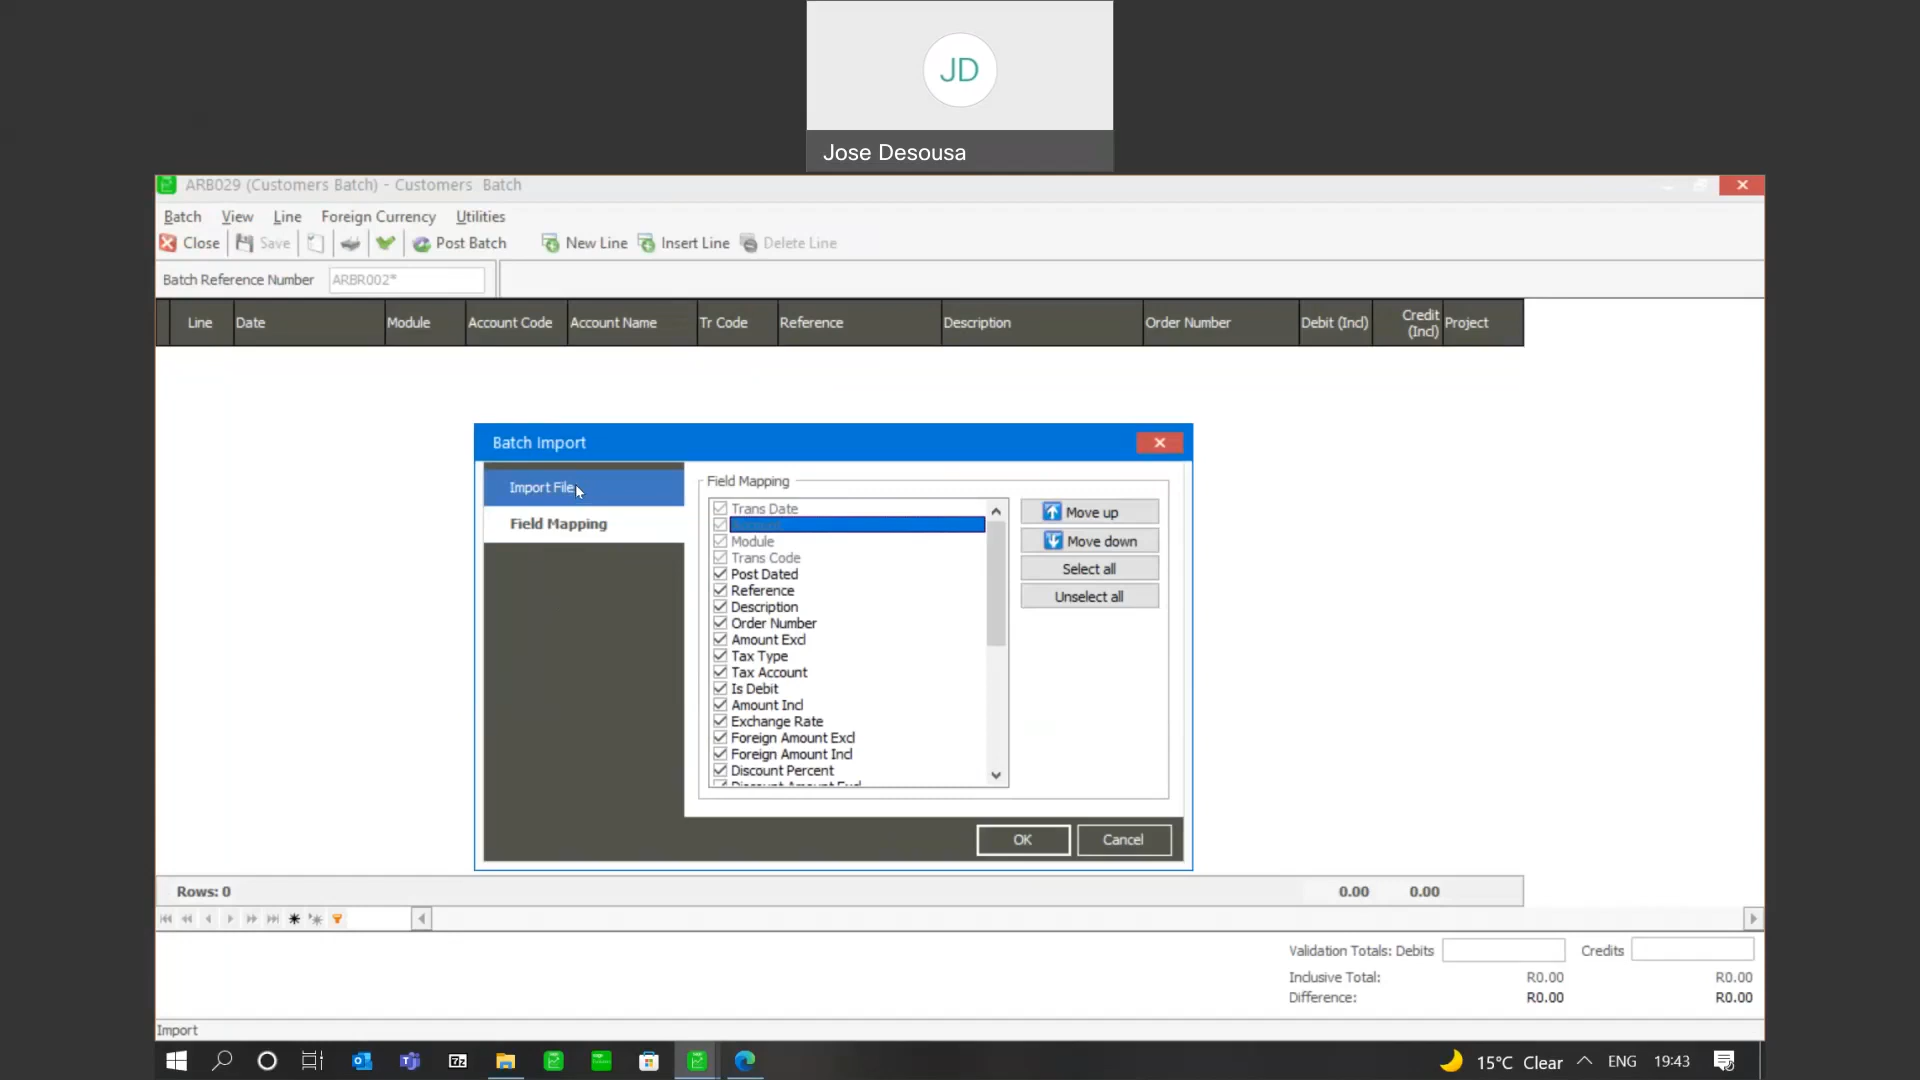 JD
Jose Desousa
ARB029 (Customers Batch) - Customers Batch
Batch View Line Foreign Currency Utilities
Close Save Post Batch New Line Insert Line Delete Line
Batch Reference Number ARBR002*
Line Date Module Account Code Account Name Tr Code Reference Description Order Number Debit (Incl) Credit (Incl) Project
Batch Import
Import File
Field Mapping
Field Mapping
Trans Date
Module
Trans Code
Post Dated
Reference
Description
Order Number
Amount Excl
Tax Type
Tax Account
Is Debit
Amount Incl
Exchange Rate
Foreign Amount Excl
Foreign Amount Incl
Discount Percent
Discount Amount Excl
Move up
Move down
Select all
Unselect all
OK Cancel
Rows: 0 0.00 0.00
Validation Totals: Debits Credits
Inclusive Total: R0.00 R0.00
Difference: R0.00 R0.00
Import
7z 15°C Clear ENG 19:43